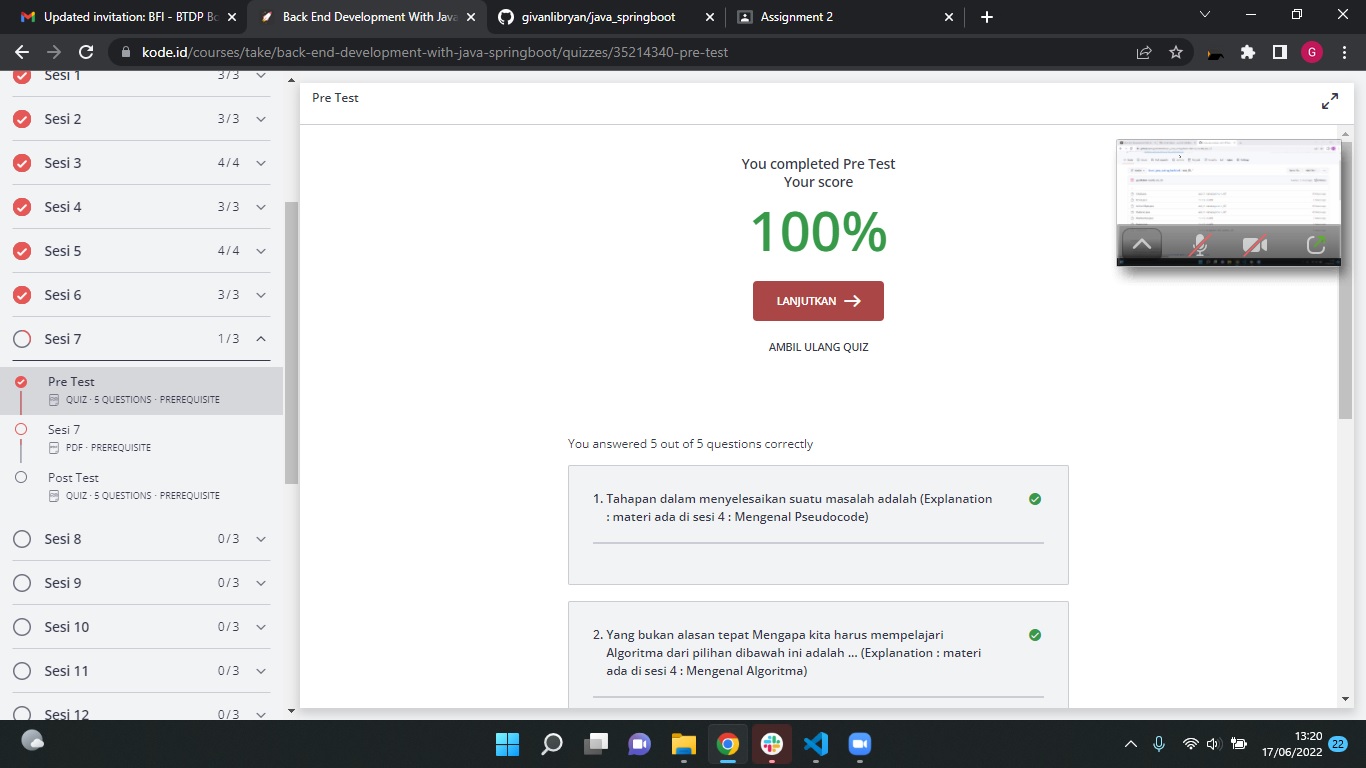 Updated invitation: BFI - BTDP Bo
Back End Development With Java
givanlibryan/java_springboot
Assignment 2
kode.id/courses/take/back-end-development-with-java-springboot/quizzes/35214340-pre-test
G
Sesi 1 3/3
Sesi 2 3/3
Sesi 3 4/4
Sesi 4 3/3
Sesi 5 4/4
Sesi 6 3/3
Sesi 7 1/3
Pre Test
QUIZ · 5 QUESTIONS · PREREQUISITE
Sesi 7
PDF · PREREQUISITE
Post Test
QUIZ · 5 QUESTIONS · PREREQUISITE
Sesi 8 0/3
Sesi 9 0/3
Sesi 10 0/3
Sesi 11 0/3
Sesi 12 0/3
Pre Test
You completed Pre Test
Your score
100%
LANJUTKAN
AMBIL ULANG QUIZ
You answered 5 out of 5 questions correctly
1. Tahapan dalam menyelesaikan suatu masalah adalah (Explanation
: materi ada di sesi 4 : Mengenal Pseudocode)
2. Yang bukan alasan tepat Mengapa kita harus mempelajari
Algoritma dari pilihan dibawah ini adalah ... (Explanation : materi
ada di sesi 4 : Mengenal Algoritma)
13:20
17/06/2022
22